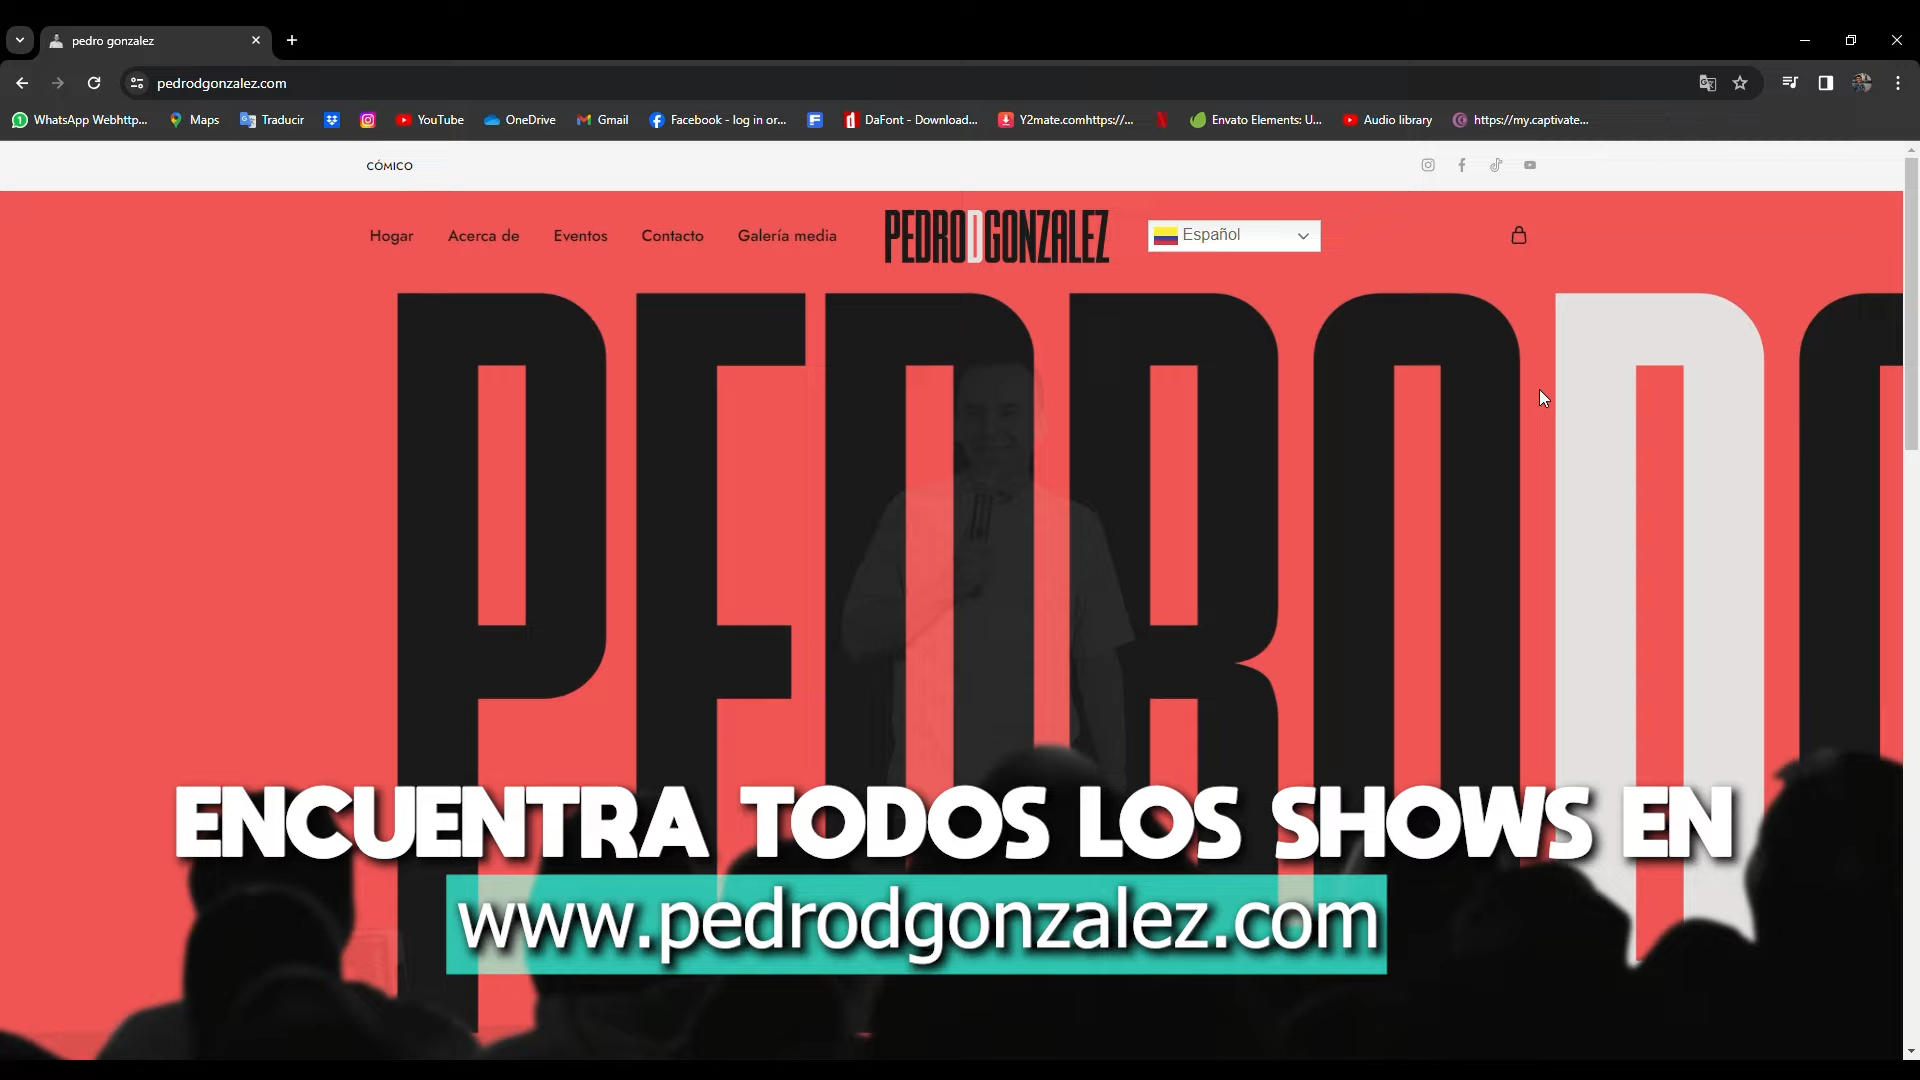 pedro gonzalez
pedrodgonzalez.com
WhatsApp Webhttp... Maps Traducir YouTube OneDrive Gmail Facebook - log in or... DaFont - Download... Y2mate.comhttps://... Envato Elements: U... Audio library https://my.captivate...
CÓMICO
Hogar Acerca de Eventos Contacto Galería media PEDRODGONZALEZ Español
PEDRO D
ENCUENTRA TODOS LOS SHOWS EN
www.pedrodgonzalez.com